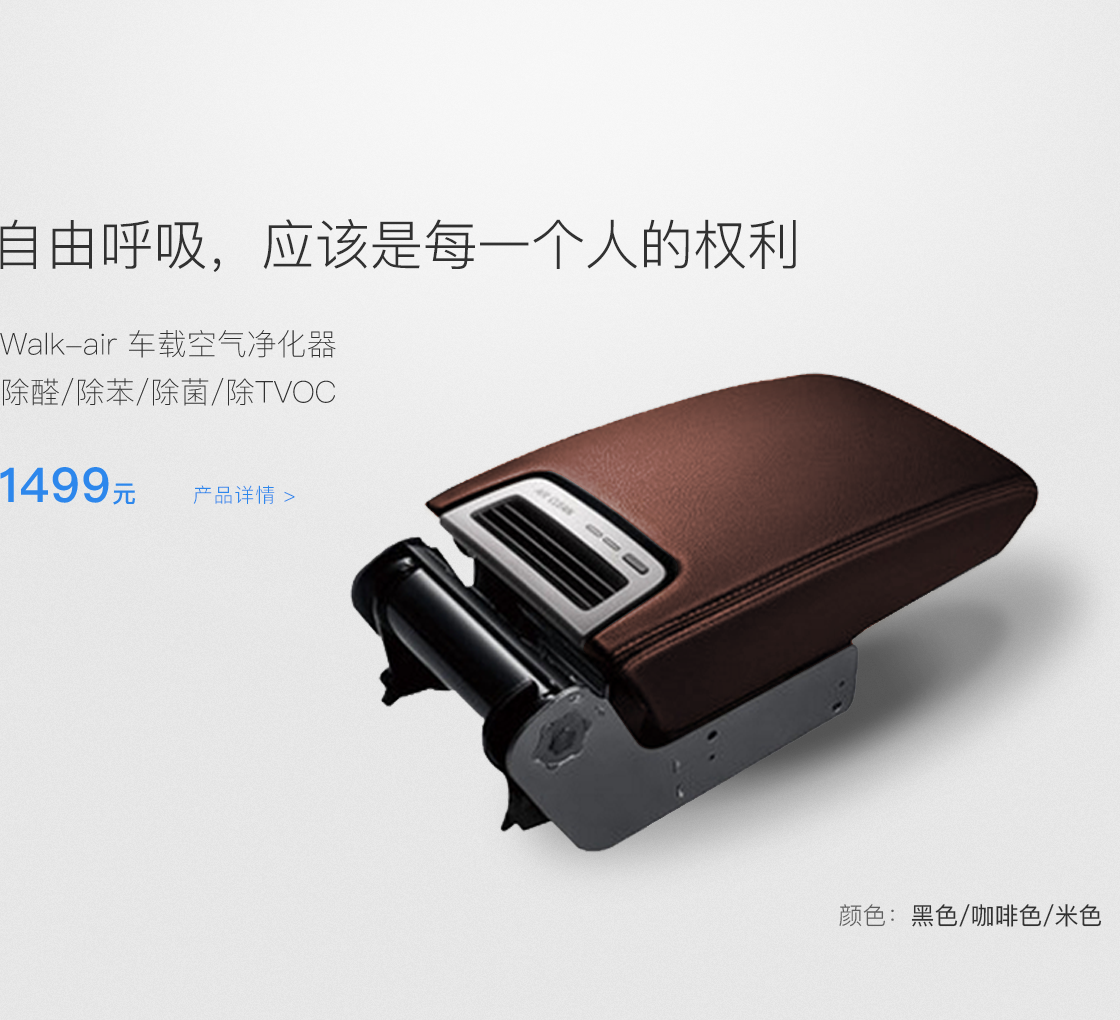 自由呼吸，应该是每一个人的权利
Walk-air 车载空气净化器
除醛/除苯/除菌/除TVOC
1499元 产品详情 >
AIR CLEAN
颜色：黑色/咖啡色/米色